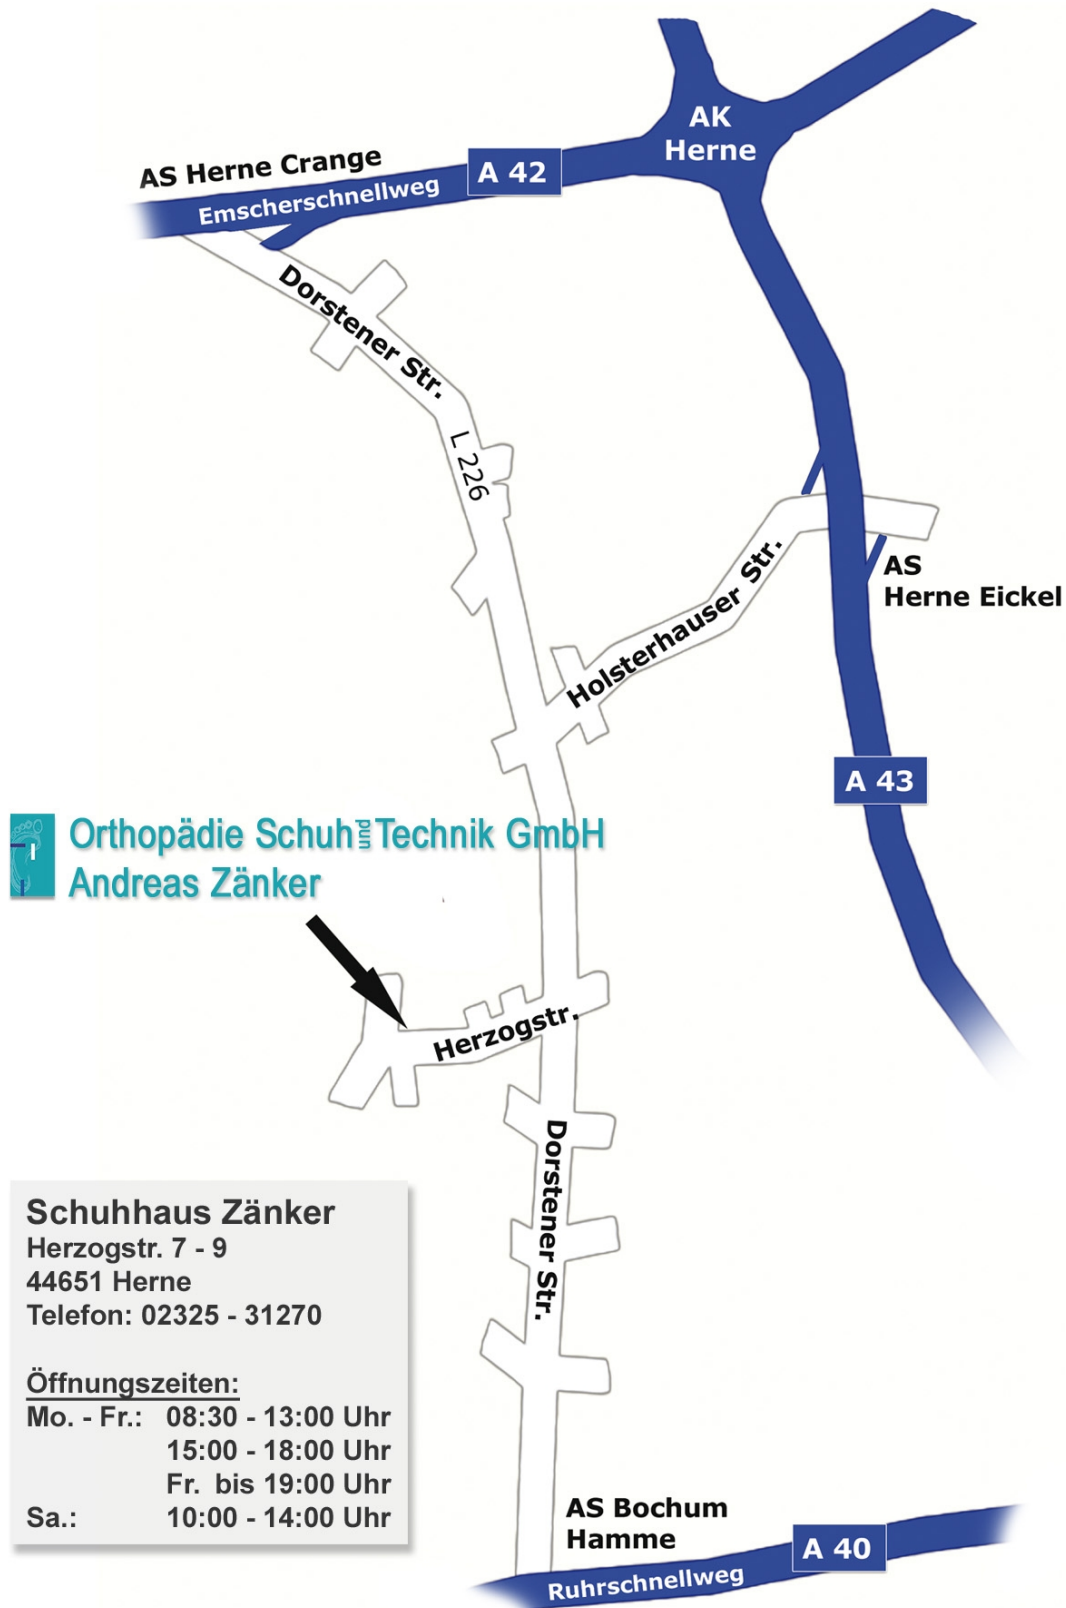 AK
Herne
AS Herne Crange
A 42
Emscherschnellweg
Dorstener Str.
L 226
AS
Herne Eickel
Holsterhauser Str.
A 43
Orthopädie Schuh und Technik GmbH
Andreas Zänker
Herzogstr.
Dorstener Str.
Schuhhaus Zänker
Herzogstr. 7 - 9
44651 Herne
Telefon: 02325 - 31270
Öffnungszeiten:
Mo. - Fr.: 08:30 - 13:00 Uhr
15:00 - 18:00 Uhr
Fr. bis 19:00 Uhr
Sa.: 10:00 - 14:00 Uhr
AS Bochum
Hamme
A 40
Ruhrschnellweg